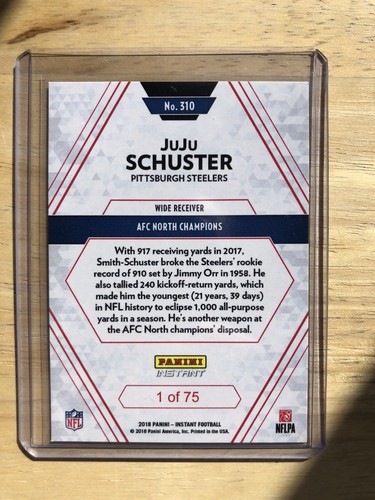 No. 310
JuJu
SCHUSTER
PITTSBURGH STEELERS
WIDE RECEIVER
AFC NORTH CHAMPIONS
With 917 receiving yards in 2017,
Smith-Schuster broke the Steelers' rookie
record of 910 set by Jimmy Orr in 1958. He
also tallied 240 kickoff-return yards, which
made him the youngest (21 years, 39 days)
in NFL history to eclipse 1,000 all-purpose
yards in a season. He's another weapon at
the AFC North champions' disposal.
PANINI
INSTANT
1 of 75
NFL
NFLPA
2018 PANINI - INSTANT FOOTBALL
© 2018 Panini America, Inc. Printed in the USA.